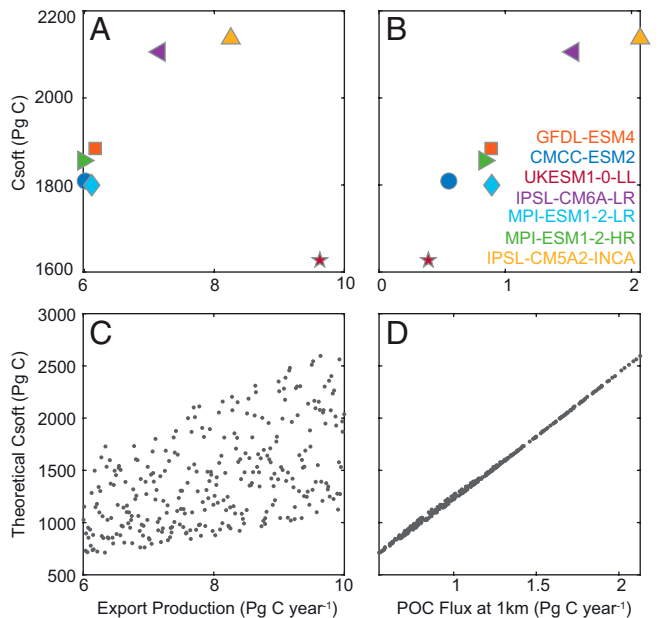 2200
2000
1800
1600
Csoft (Pg C)
A
6
8
10
B
GFDL-ESM4
CMCC-ESM2
UKESM1-0-LL
IPSL-CM6A-LR
MPI-ESM1-2-LR
MPI-ESM1-2-HR
IPSL-CM5A2-INCA
0
1
2
3000
2500
2000
1500
1000
500
Theoretical Csoft (Pg C)
C
6
8
10
Export Production (Pg C year⁻¹)
D
1
1.5
2
POC Flux at 1km (Pg C year⁻¹)